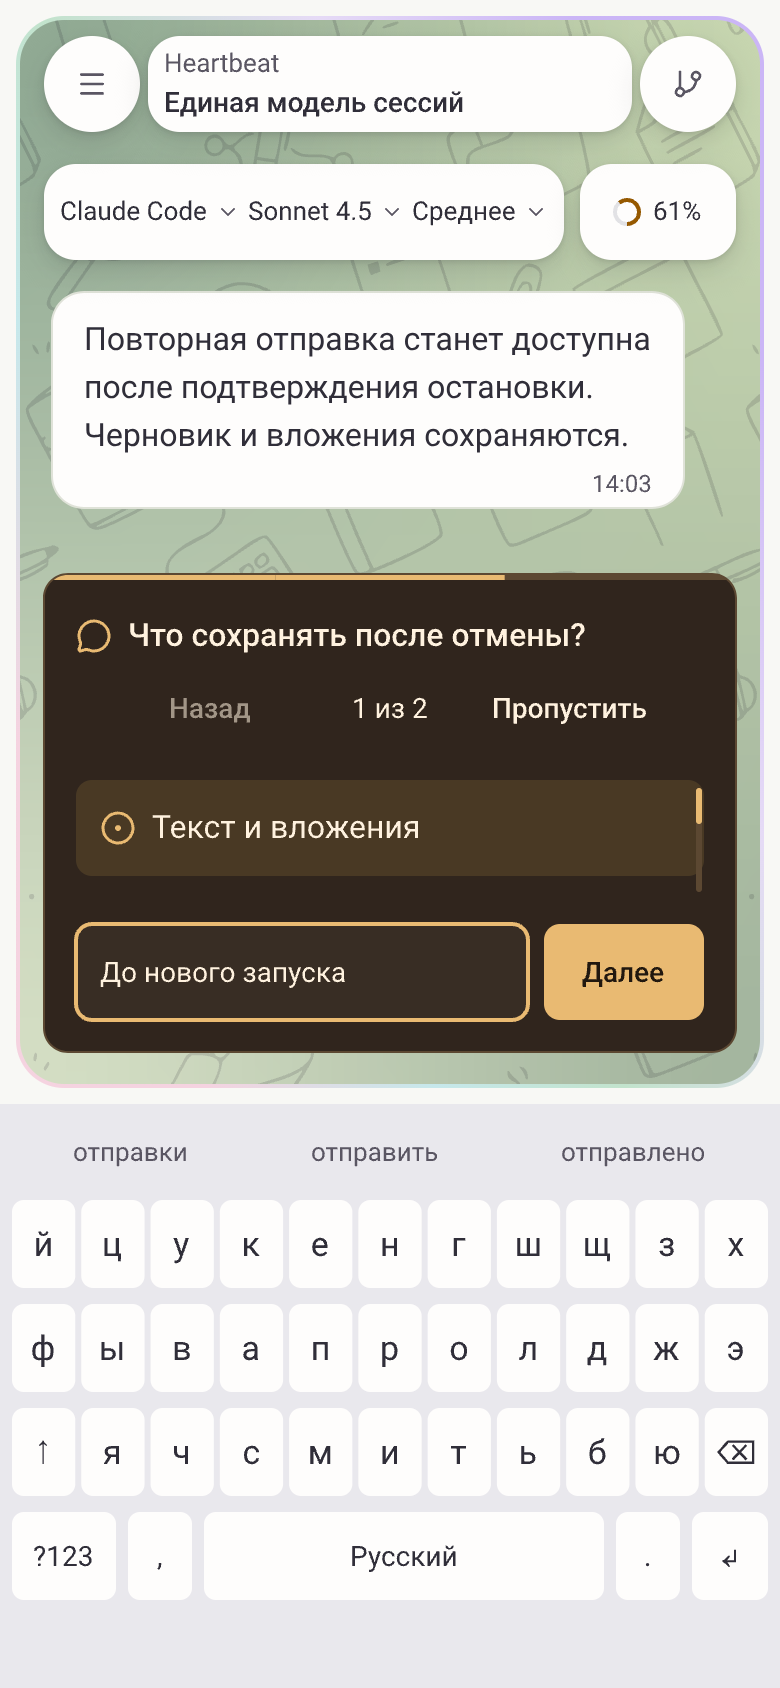 Heartbeat
Единая модель сессий
Claude Code Sonnet 4.5 Среднее 61%
Повторная отправка станет доступна
после подтверждения остановки.
Черновик и вложения сохраняются.
14:03
Что сохранять после отмены?
Назад 1 из 2 Пропустить
Текст и вложения
До нового запуска Далее
отправки отправить отправлено
й ц у к е н г ш щ з х
ф ы в а п р о л д ж э
↑ я ч с м и т ь б ю
?123 , Русский .